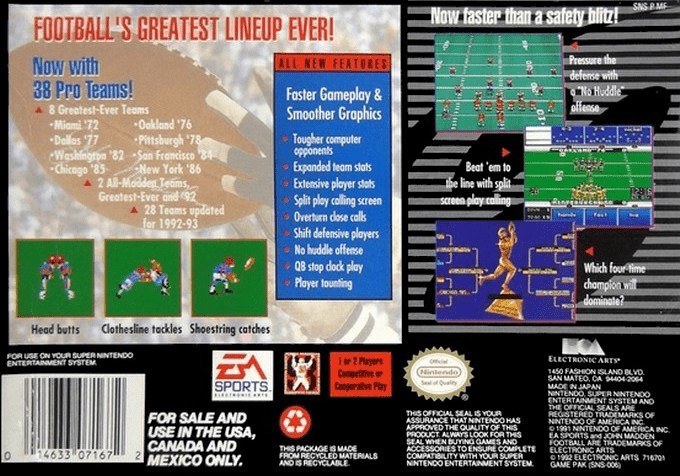 FOOTBALL'S GREATEST LINEUP EVER!
Now with
38 Pro Teams!
▲ 8 Greatest-Ever Teams
•Miami '72 •Oakland '76
•Dallas '77 •Pittsburgh '78
•Washington '82 •San Francisco '84
•Chicago '85 •New York '86
▲ 2 All-Madden Teams,
Greatest-Ever and '92
▲ 28 Teams updated
for 1992-93
ALL NEW FEATURES
Faster Gameplay &
Smoother Graphics
Tougher computer
opponents
Expanded team stats
Extensive player stats
Split play calling screen
Overturn close calls
Shift defensive players
No huddle offense
QB stop clock play
Player taunting
Head butts
Clothesline tackles
Shoestring catches
SNS P-MF
Now faster than a safety blitz!
Pressure the
defense with
a "No Huddle"
offense
Beat 'em to
the line with split
screen play calling
Which four-time
champion will
dominate?
FOR USE ON YOUR SUPER NINTENDO
ENTERTAINMENT SYSTEM.
0 14633 07167 2
EA
SPORTS
ELECTRONIC ARTS
FOR SALE AND
USE IN THE USA,
CANADA AND
MEXICO ONLY.
THIS PACKAGE IS MADE
FROM RECYCLED MATERIALS
AND IS RECYCLABLE.
1 or 2 Players
Competitive or
Cooperative Play
Official
Nintendo
Seal of Quality
THIS OFFICIAL SEAL IS YOUR
ASSURANCE THAT NINTENDO HAS
APPROVED THE QUALITY OF THIS
PRODUCT. ALWAYS LOOK FOR THIS
SEAL WHEN BUYING GAMES AND
ACCESSORIES TO ENSURE COMPLETE
COMPATIBILITY WITH YOUR SUPER
NINTENDO ENTERTAINMENT SYSTEM.
ELECTRONIC ARTS®
1450 FASHION ISLAND BLVD.
SAN MATEO, CA 94404-2064
MADE IN JAPAN
NINTENDO, SUPER NINTENDO
ENTERTAINMENT SYSTEM AND
THE OFFICIAL SEALS ARE
REGISTERED TRADEMARKS OF
NINTENDO OF AMERICA INC.
© 1991 NINTENDO OF AMERICA INC.
EA SPORTS and JOHN MADDEN
FOOTBALL ARE TRADEMARKS OF
ELECTRONIC ARTS
© 1992 ELECTRONIC ARTS 716701
GAME PAK (SNS-006)